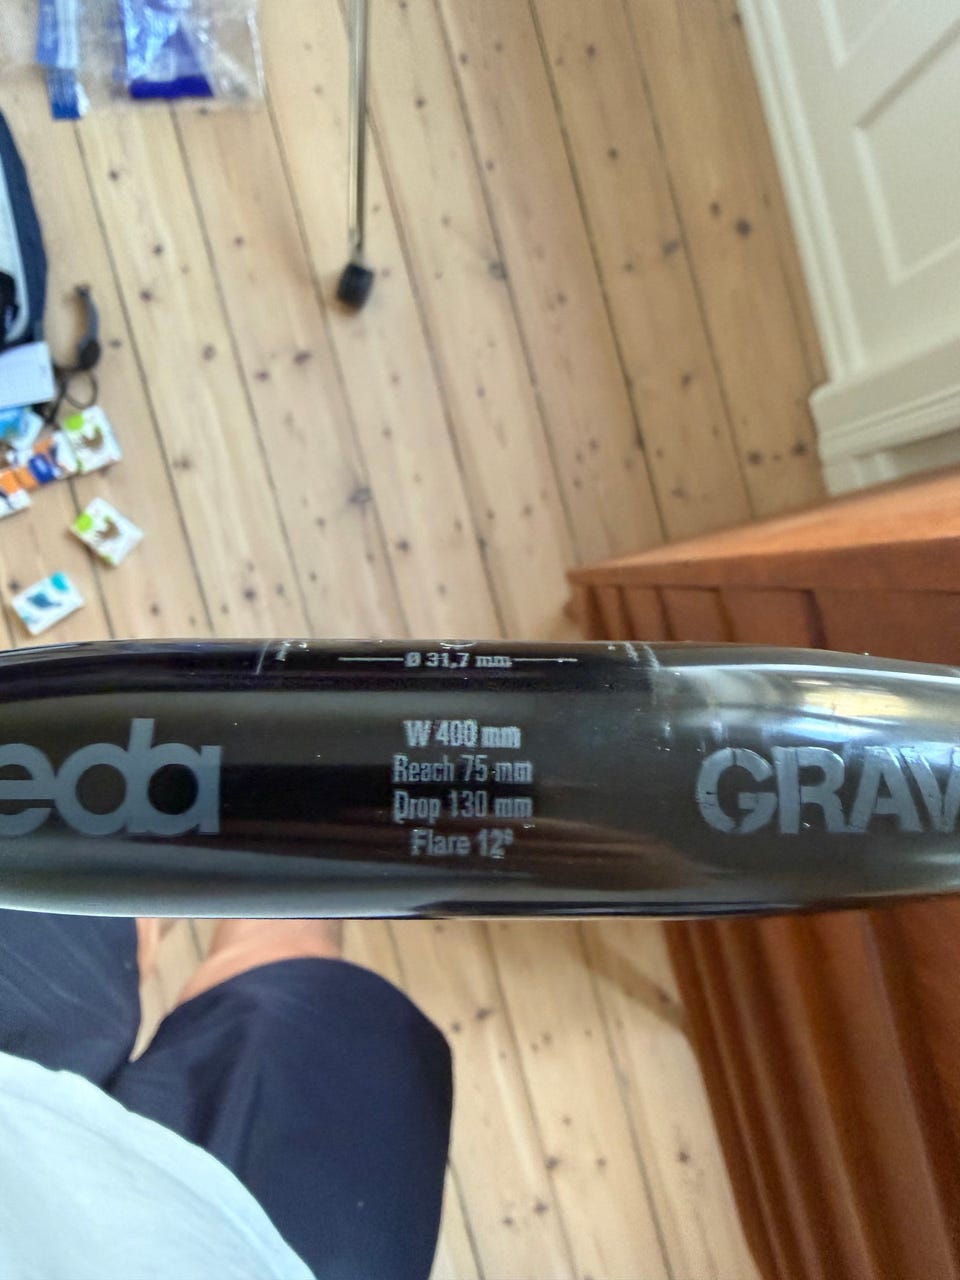 Ø 31,7 mm
eda
W 400 mm
Reach 75 mm
Drop 130 mm
Flare 12°
GRAV